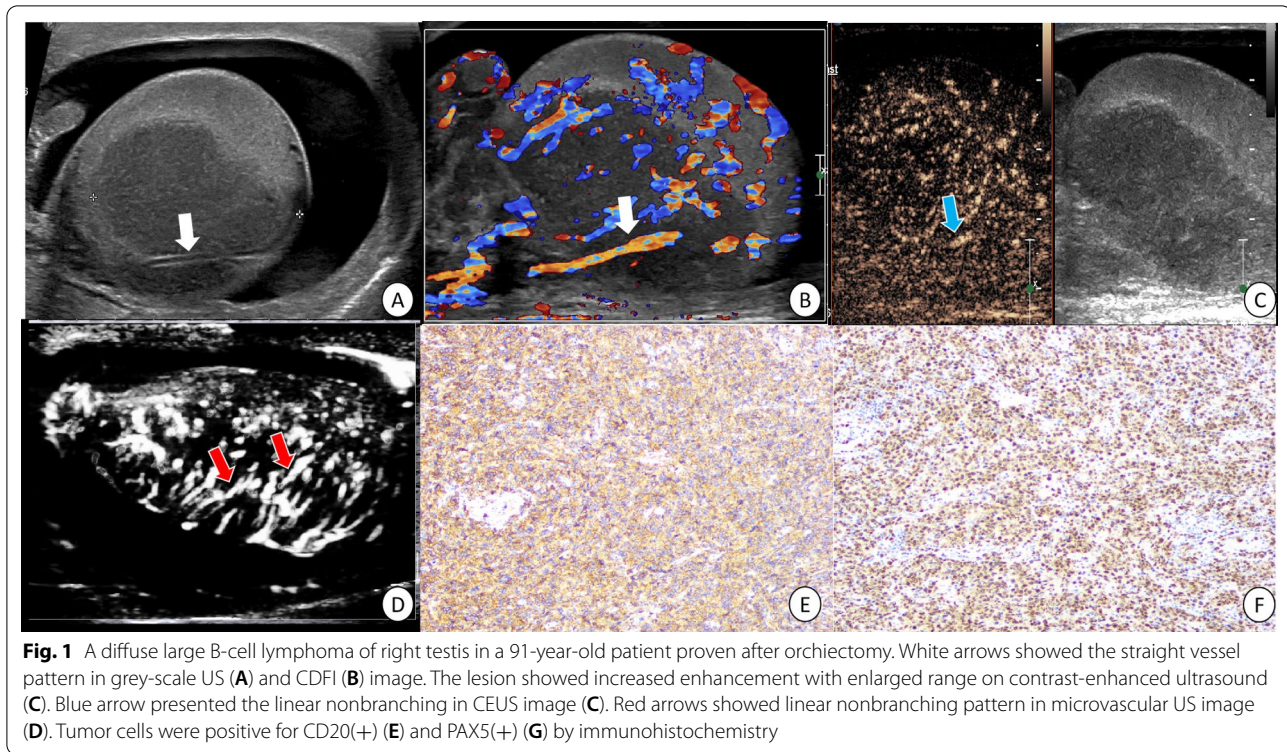 A
B
st
C
D
E
F
Fig. 1 A diffuse large B-cell lymphoma of right testis in a 91-year-old patient proven after orchiectomy. White arrows showed the straight vessel
pattern in grey-scale US (A) and CDFI (B) image. The lesion showed increased enhancement with enlarged range on contrast-enhanced ultrasound
(C). Blue arrow presented the linear nonbranching in CEUS image (C). Red arrows showed linear nonbranching pattern in microvascular US image
(D). Tumor cells were positive for CD20(+) (E) and PAX5(+) (G) by immunohistochemistry